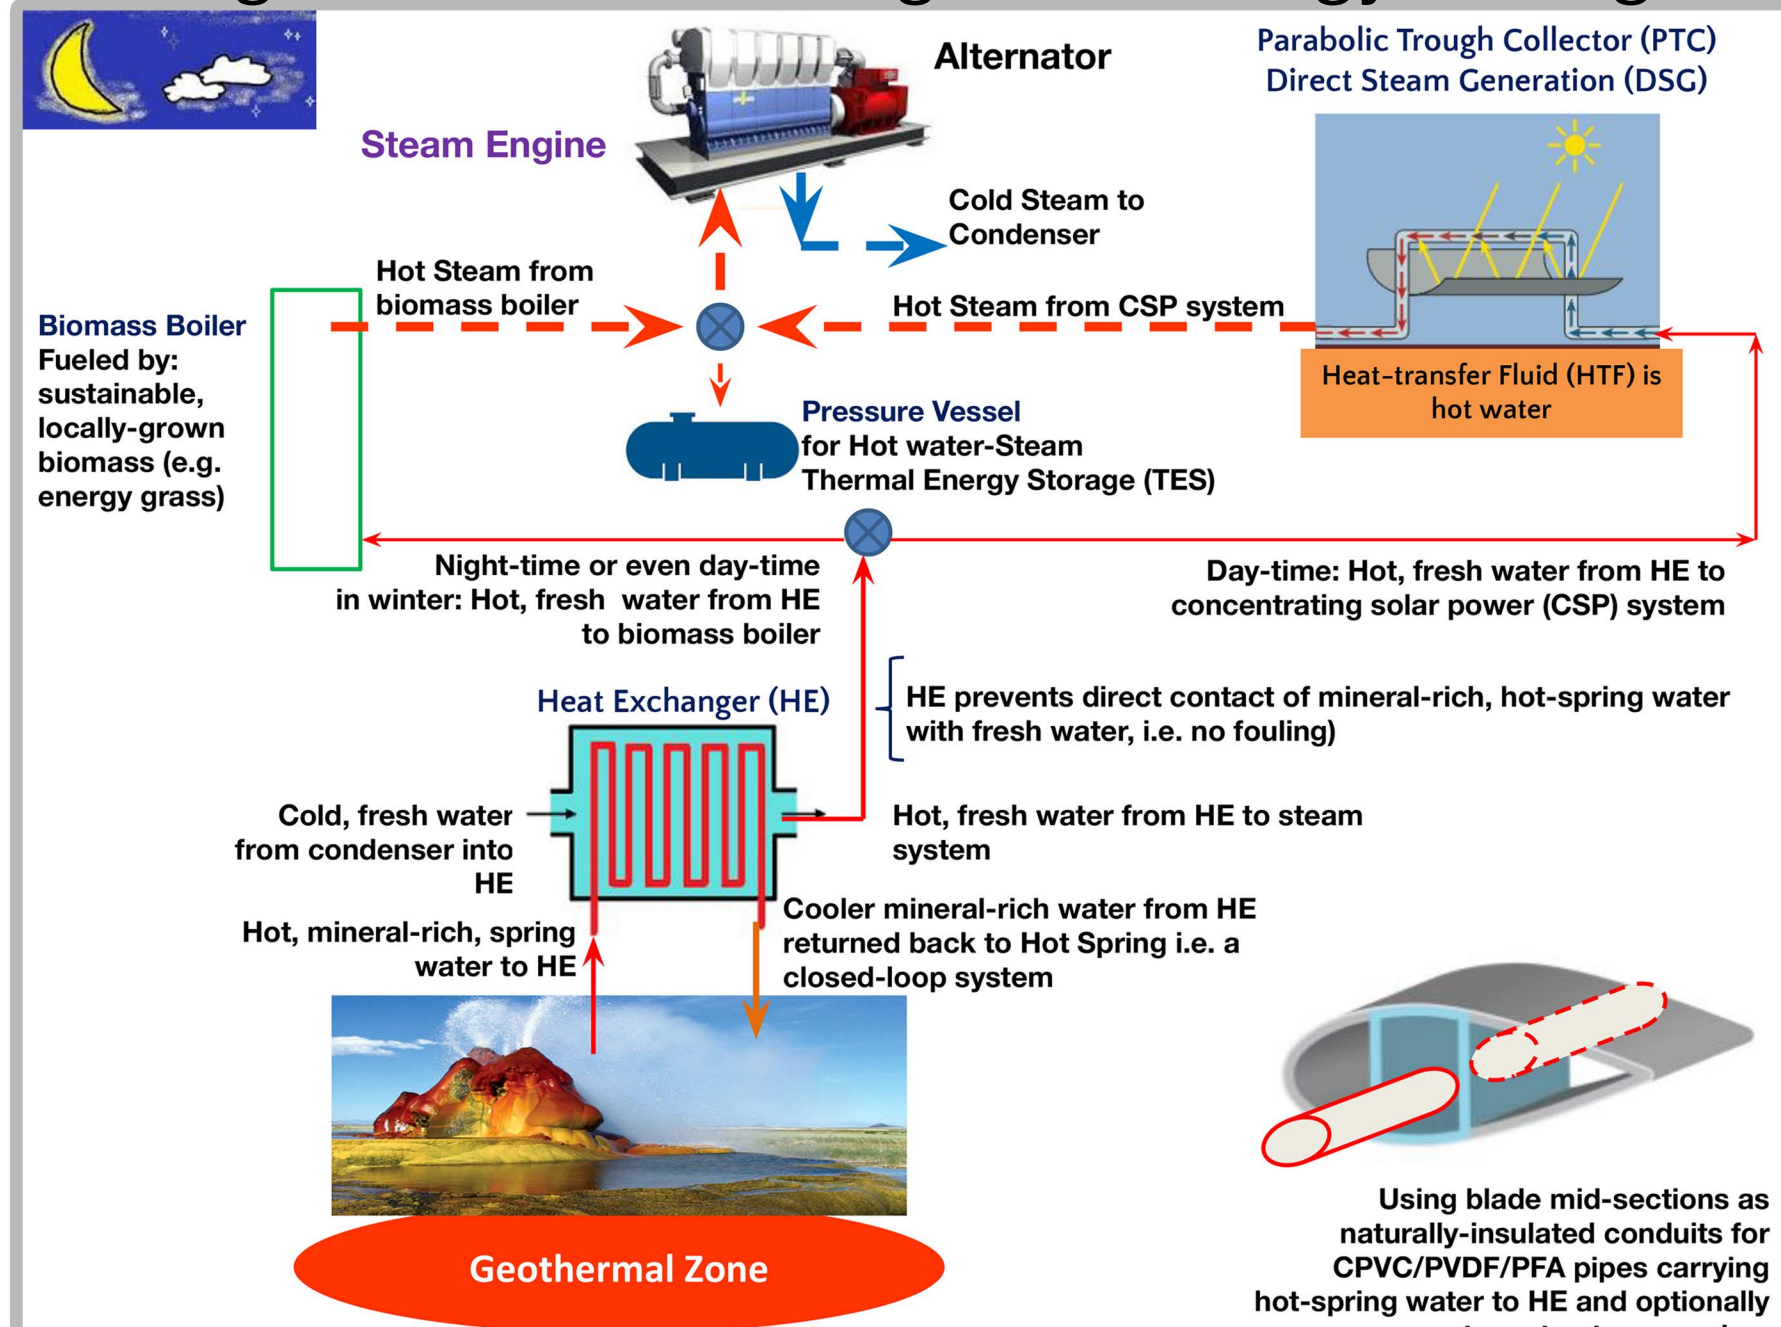 Alternator
Parabolic Trough Collector (PTC)
Direct Steam Generation (DSG)
Steam Engine
Cold Steam to
Condenser
Hot Steam from
biomass boiler
Hot Steam from CSP system
Biomass Boiler
Fueled by:
sustainable,
locally-grown
biomass (e.g.
energy grass)
Heat-transfer Fluid (HTF) is
hot water
Pressure Vessel
for Hot water-Steam
Thermal Energy Storage (TES)
Night-time or even day-time
in winter: Hot, fresh water from HE
to biomass boiler
Day-time: Hot, fresh water from HE to
concentrating solar power (CSP) system
Heat Exchanger (HE)
HE prevents direct contact of mineral-rich, hot-spring water
with fresh water, i.e. no fouling)
Cold, fresh water
from condenser into
HE
Hot, fresh water from HE to steam
system
Hot, mineral-rich, spring
water to HE
Cooler mineral-rich water from HE
returned back to Hot Spring i.e. a
closed-loop system
Geothermal Zone
Using blade mid-sections as
naturally-insulated conduits for
CPVC/PVDF/PFA pipes carrying
hot-spring water to HE and optionally